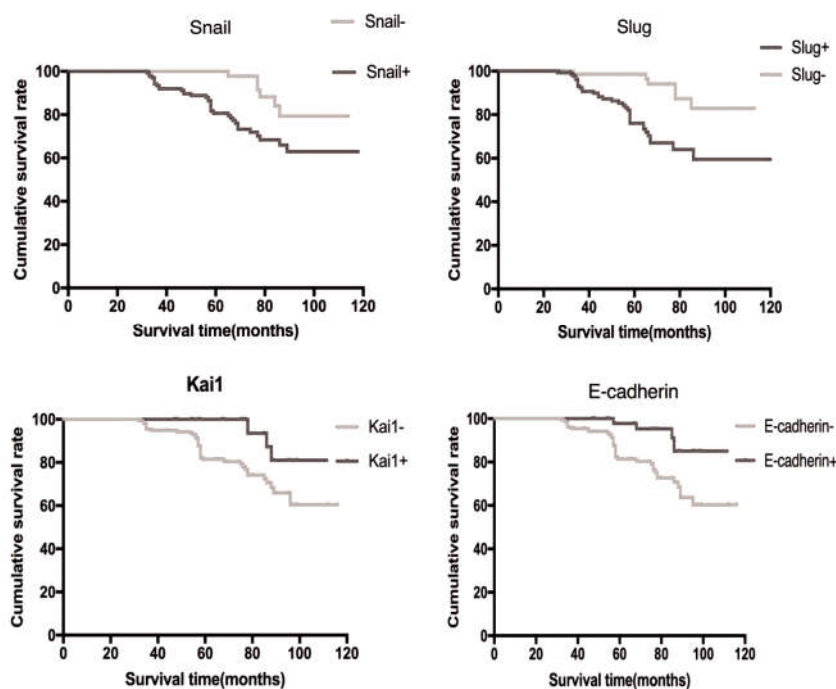 Snail
Snail-
Snail+
Cumulative survival rate
100
80
60
40
20
0
0 20 40 60 80 100 120
Survival time(months)
Slug
Slug+
Slug-
Cumulative survival rate
100
80
60
40
20
0
0 20 40 60 80 100 120
Survival time(months)
Kai1
Kai1-
Kai1+
Cumulative survival rate
100
80
60
40
20
0
0 20 40 60 80 100 120
Survival time(months)
E-cadherin
E-cadherin-
E-cadherin+
Cumulative survival rate
100
80
60
40
20
0
0 20 40 60 80 100 120
Survival time(months)